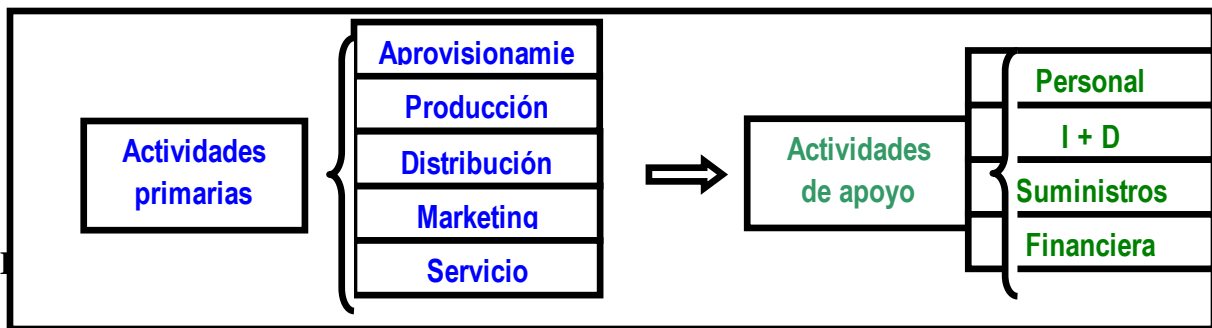 Actividades
primarias
Aprovisionamie
Producción
Distribución
Marketing
Servicio
Actividades
de apoyo
Personal
I + D
Suministros
Financiera